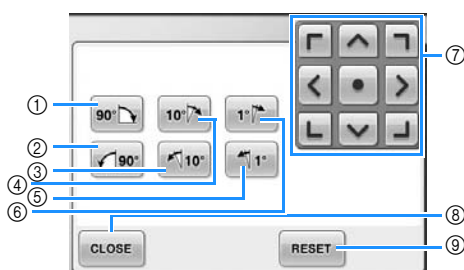 ⑦
① 90° 10° 1°
② 90° 10° 1°
③
④
⑤
⑥
⑧
CLOSE RESET ⑨